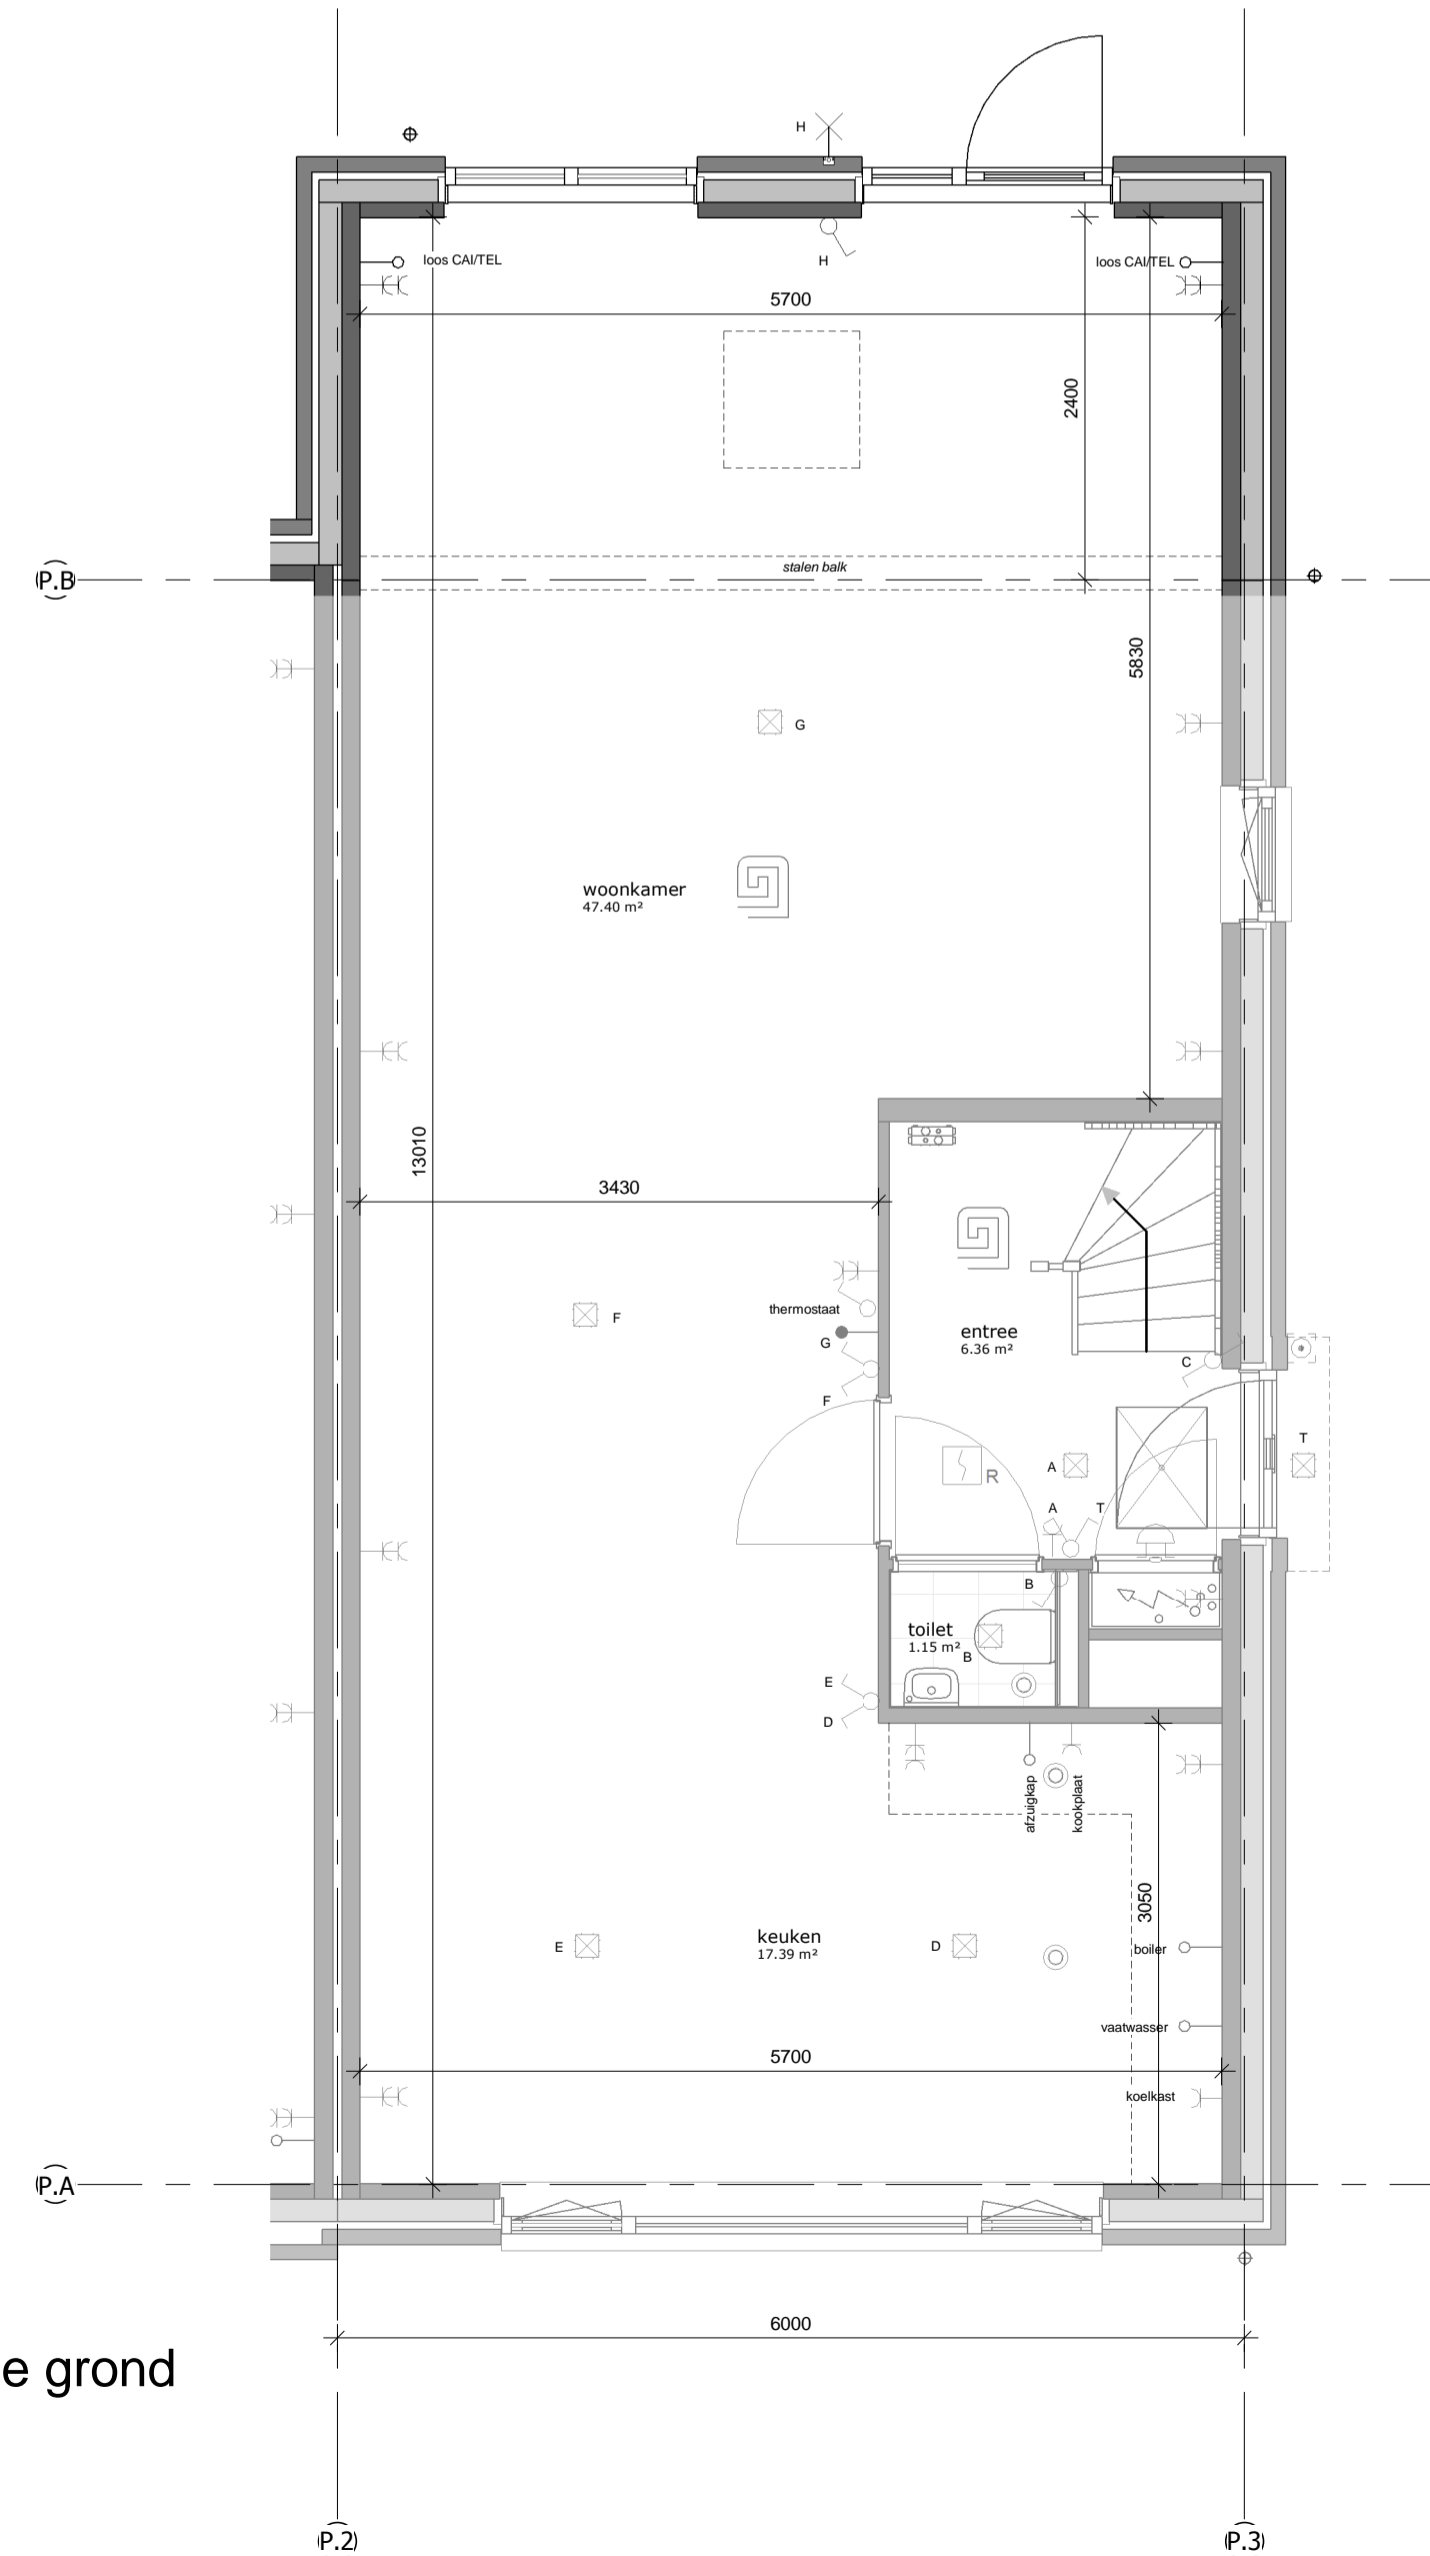 H
loos CAI/TEL
H
loos CAI/TEL
5700
2400
stalen balk
P.B
5830
G
woonkamer
47.40 m²
13010
3430
thermostaat
F
G
entree
6.36 m²
C
F
T
R
A
A
T
B
toilet
1.15 m²
B
E
D
afzuigkap
kookplaat
3050
keuken
17.39 m²
E
D
boiler
vaatwasser
5700
koelkast
P.A
6000
e grond
P.2
P.3